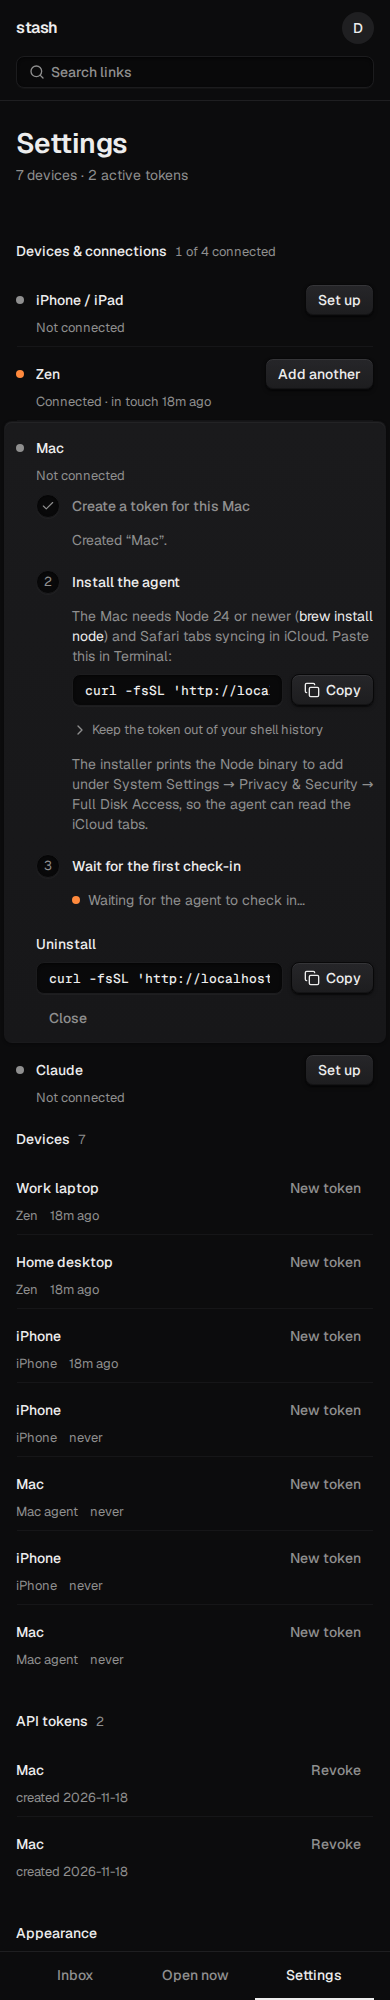 stash
D
Search links
Settings
7 devices · 2 active tokens
Devices & connections 1 of 4 connected
iPhone / iPad
Set up
Not connected
Zen
Add another
Connected · in touch 18m ago
Mac
Not connected
Create a token for this Mac
Created “Mac”.
2 Install the agent
The Mac needs Node 24 or newer (brew install
node) and Safari tabs syncing in iCloud. Paste
this in Terminal:
curl -fsSL 'http://loca
Copy
Keep the token out of your shell history
The installer prints the Node binary to add
under System Settings → Privacy & Security →
Full Disk Access, so the agent can read the
iCloud tabs.
3 Wait for the first check-in
Waiting for the agent to check in…
Uninstall
curl -fsSL 'http://localhost
Copy
Close
Claude
Set up
Not connected
Devices 7
Work laptop
New token
Zen 18m ago
Home desktop
New token
Zen 18m ago
iPhone
New token
iPhone 18m ago
iPhone
New token
iPhone never
Mac
New token
Mac agent never
iPhone
New token
iPhone never
Mac
New token
Mac agent never
API tokens 2
Mac
Revoke
created 2026-11-18
Mac
Revoke
created 2026-11-18
Appearance
Inbox
Open now
Settings